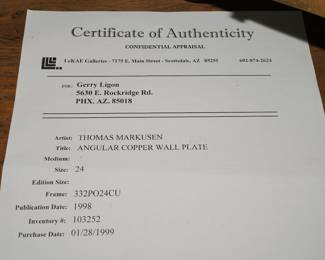 Certificate of Authenticity
CONFIDENTIAL APPRAISAL
LeKAE Galleries - 7175 E. Main Street - Scottsdale, AZ 85251 602-874-2624
FOR: Gerry Ligon
5630 E. Rockridge Rd.
PHX. AZ. 85018
Artist: THOMAS MARKUSEN
Title: ANGULAR COPPER WALL PLATE
Medium:
Size: 24
Edition Size:
Frame: 332PO24CU
Publication Date: 1998
Inventory #: 103252
Purchase Date: 01/28/1999